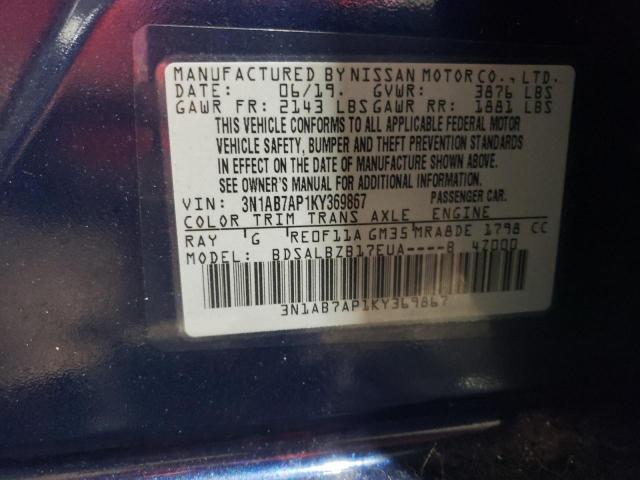 MANUFACTURED BY NISSAN MOTOR CO., LTD.
DATE: 06/19. GVWR: 3876 LBS
GAWR FR: 2143 LBS GAWR RR: 1881 LBS
THIS VEHICLE CONFORMS TO ALL APPLICABLE FEDERAL MOTOR
VEHICLE SAFETY, BUMPER AND THEFT PREVENTION STANDARDS
IN EFFECT ON THE DATE OF MANUFACTURE SHOWN ABOVE.
SEE OWNER'S MANUAL FOR ADDITIONAL INFORMATION.
VIN: 3N1AB7AP1KY369867 PASSENGER CAR.
COLOR TRIM TRANS AXLE ENGINE
RAY G RE0F11A GM35 MRA8DE 1798 CC
MODEL: BDSALBZB17EUA----B 4Z000
3N1AB7AP1KY369867